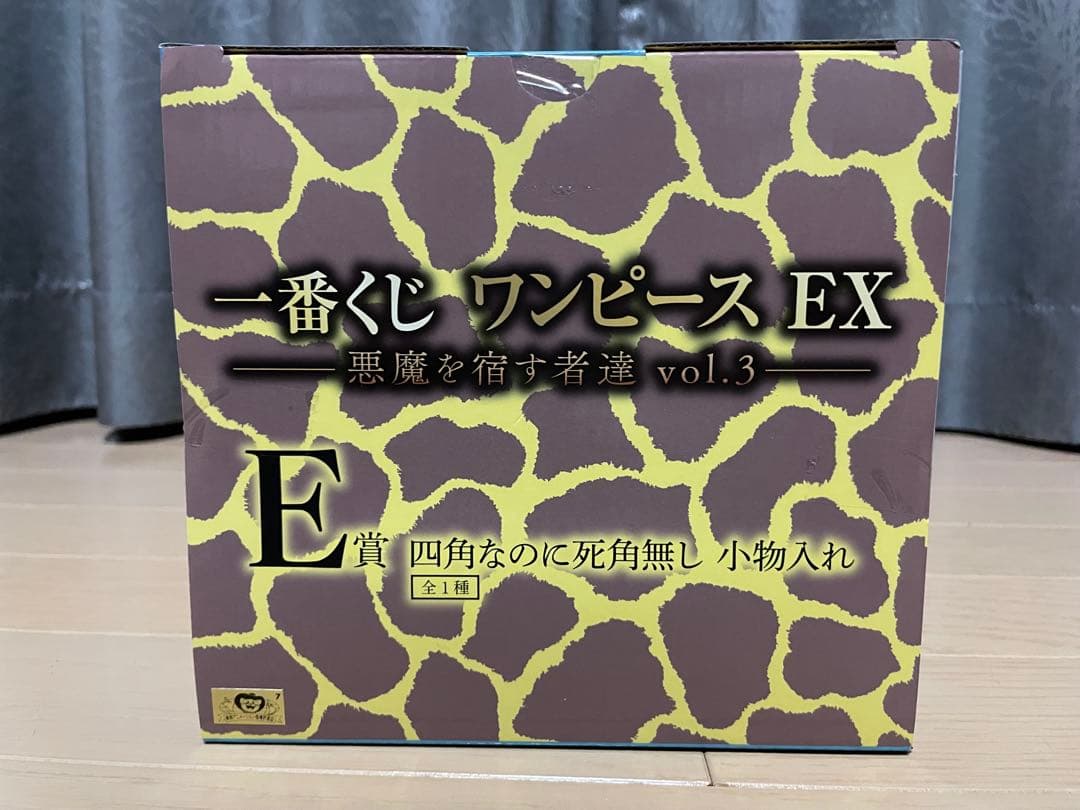 一番くじ ワンピース EX
悪魔を宿す者達 vol.3
E賞 四角なのに死角無し 小物入れ
全1種
7